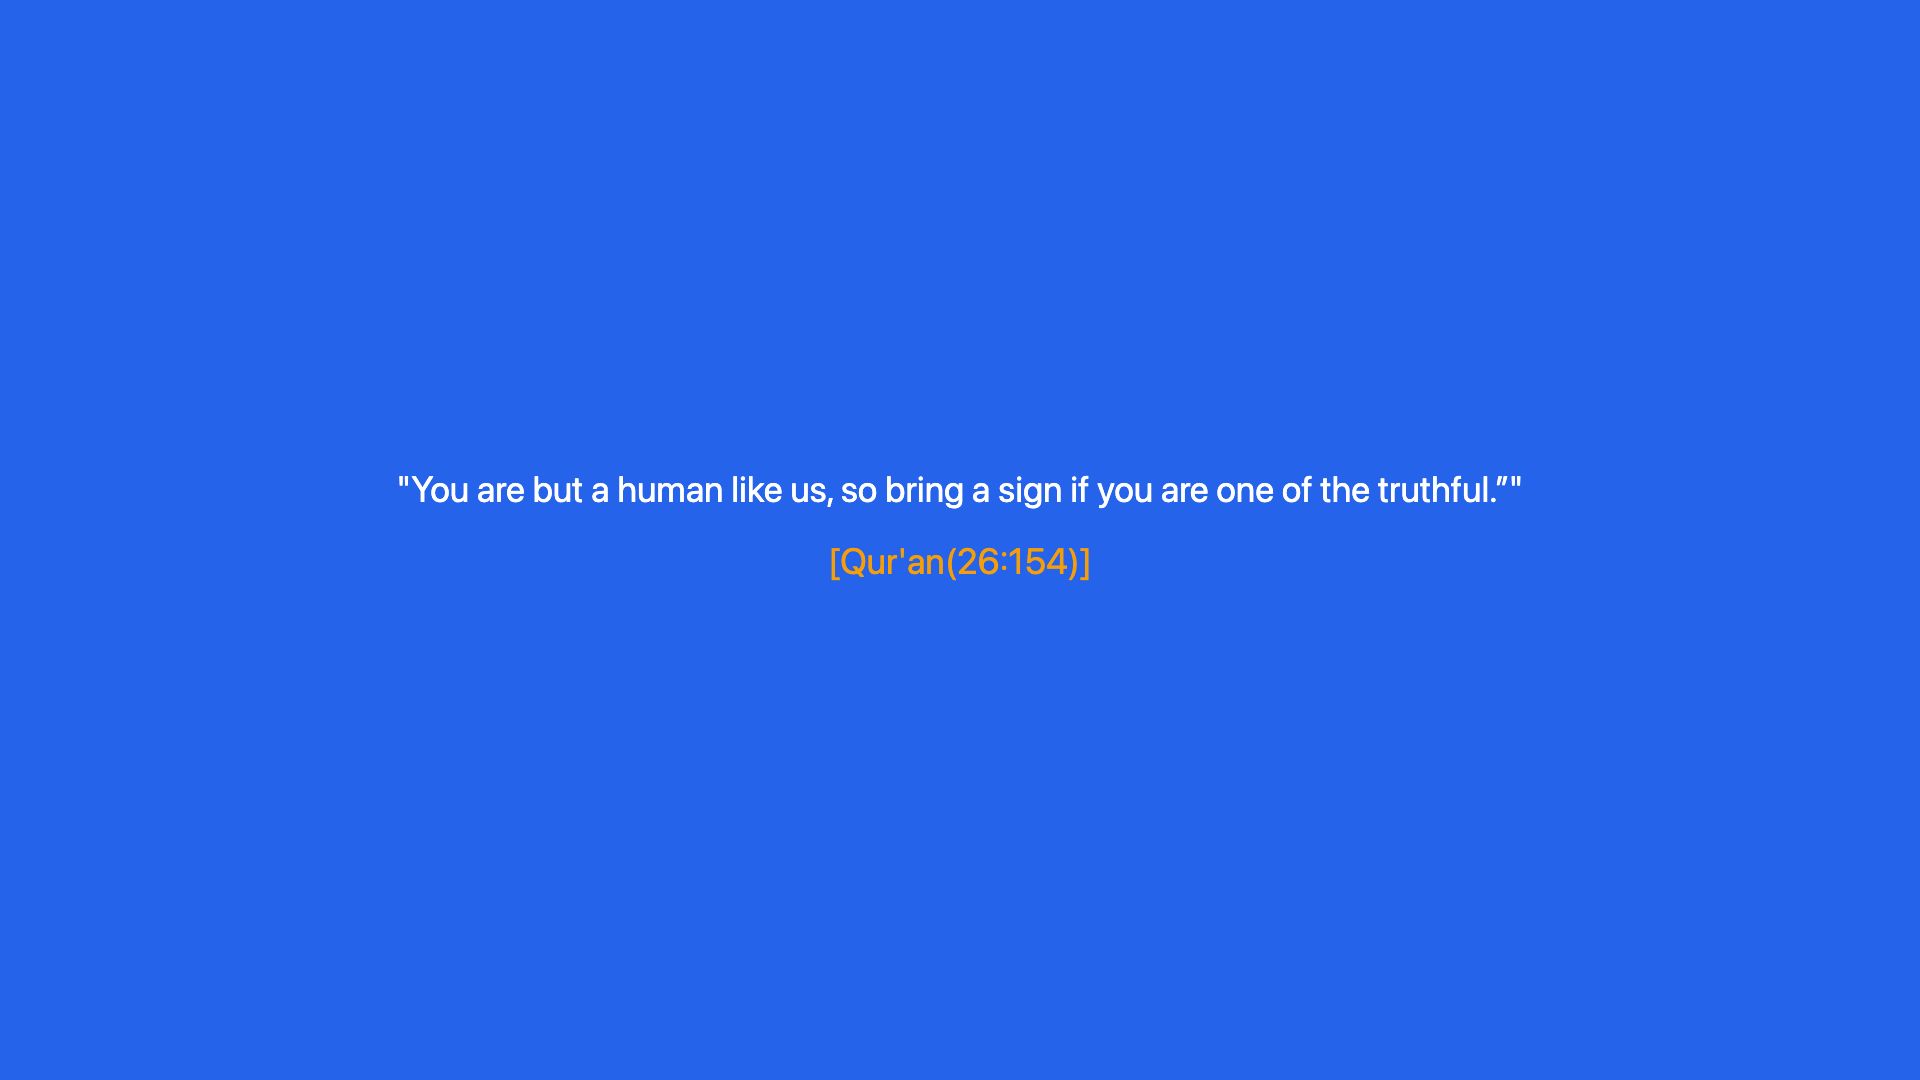 "You are but a human like us, so bring a sign if you are one of the truthful.”"
[Qur'an(26:154)]